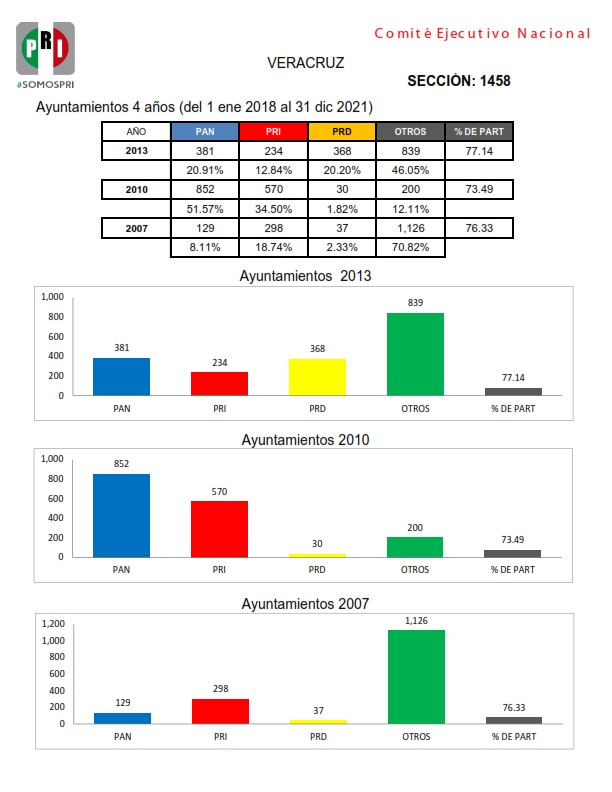 PRI
#SOMOSPRI
Comité Ejecutivo Nacional
VERACRUZ
SECCIÓN: 1458
Ayuntamientos 4 años (del 1 ene 2018 al 31 dic 2021)
AÑO PAN PRI PRD OTROS % DE PART
2013 381 234 368 839 77.14
20.91% 12.84% 20.20% 46.05%
2010 852 570 30 200 73.49
51.57% 34.50% 1.82% 12.11%
2007 129 298 37 1,126 76.33
8.11% 18.74% 2.33% 70.82%
Ayuntamientos 2013
1,000
800
600
400
200
0
381 234 368 839 77.14
PAN PRI PRD OTROS % DE PART
Ayuntamientos 2010
1,000
800
600
400
200
0
852 570 30 200 73.49
PAN PRI PRD OTROS % DE PART
Ayuntamientos 2007
1,200
1,000
800
600
400
200
0
129 298 37 1,126 76.33
PAN PRI PRD OTROS % DE PART